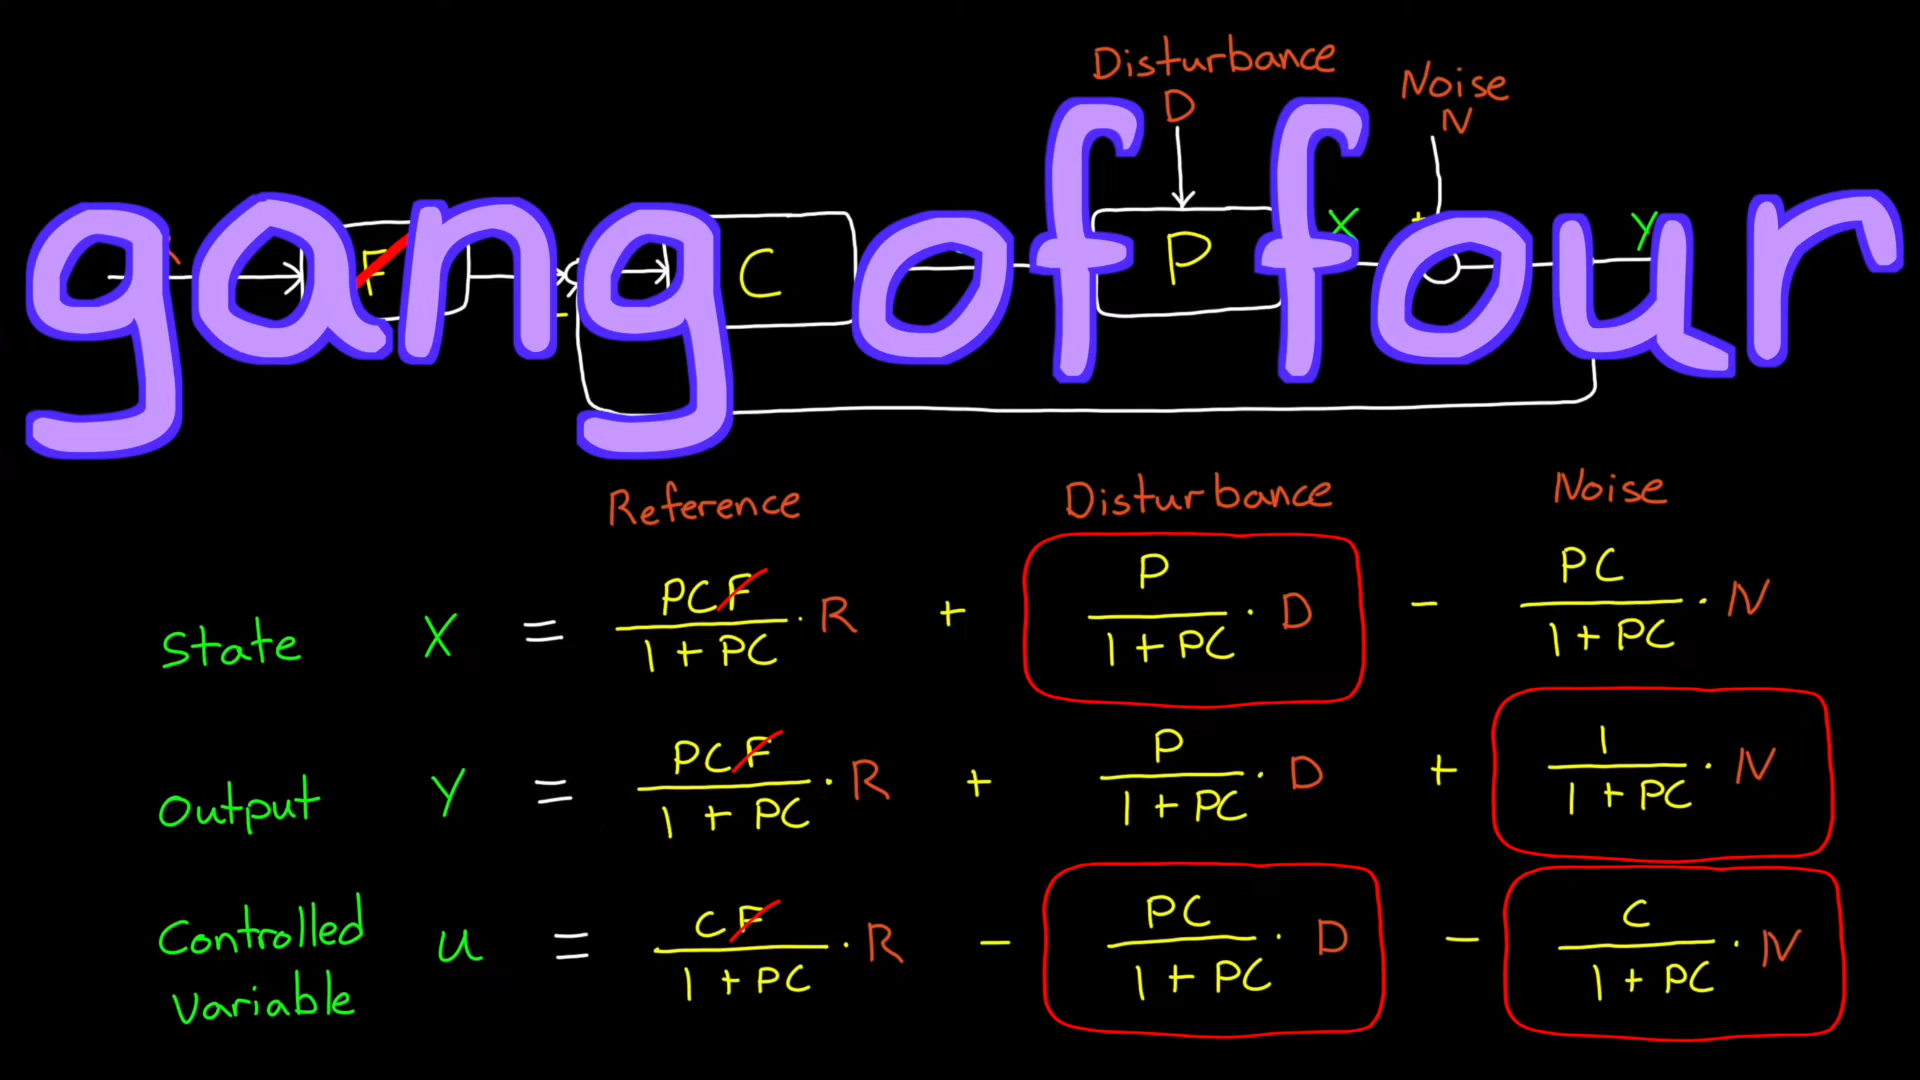 Disturbance
D
Noise
N
gang of four
F
C
P
X
+
Y
-
Reference Disturbance Noise
State X = PCF / 1 + PC · R + P / 1 + PC · D - PC / 1 + PC · N
Output Y = PCF / 1 + PC · R + P / 1 + PC · D + 1 / 1 + PC · N
Controlled variable u = CF / 1 + PC · R - PC / 1 + PC · D - C / 1 + PC · N